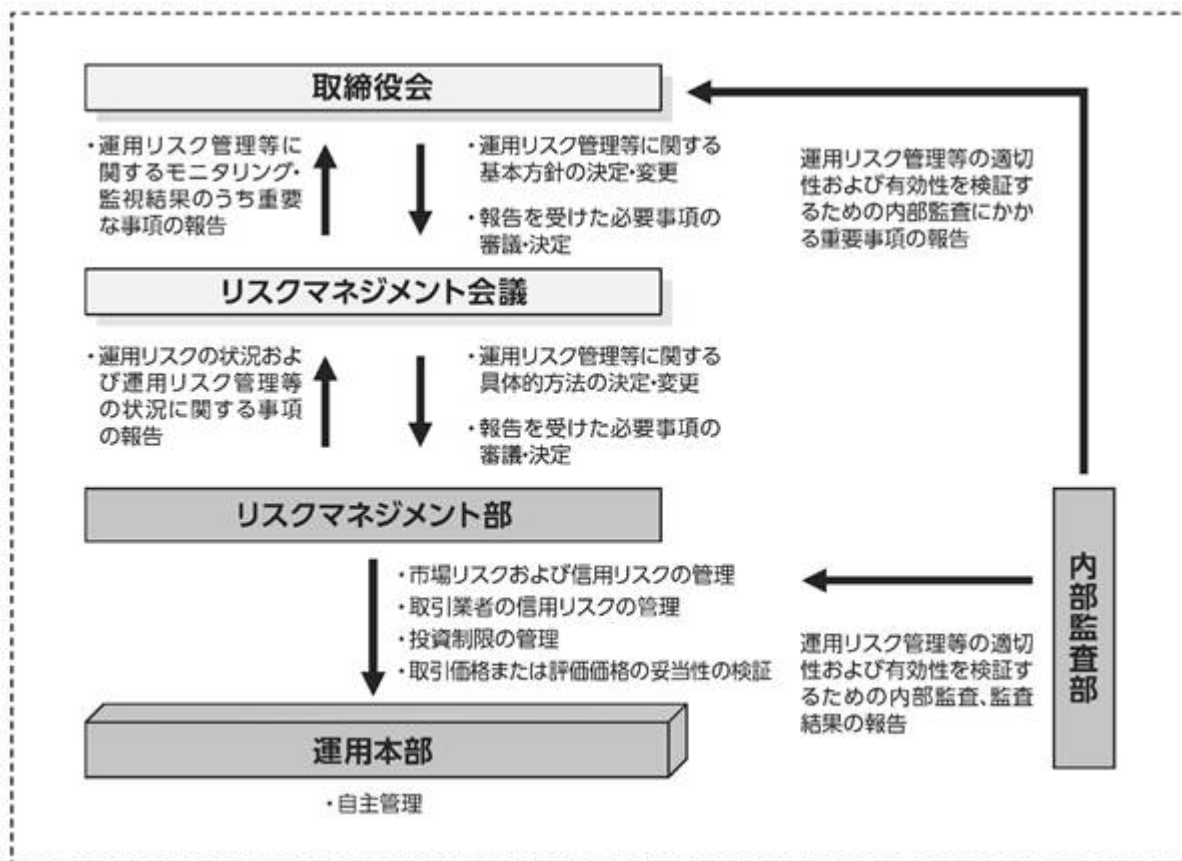 取締役会
・運用リスク管理等に
関するモニタリング・
監視結果のうち重要
な事項の報告
・運用リスク管理等に関する
基本方針の決定・変更
・報告を受けた必要事項の
審議・決定
運用リスク管理等の適切
性および有効性を検証す
るための内部監査にかか
る重要事項の報告
リスクマネジメント会議
・運用リスクの状況およ
び運用リスク管理等
の状況に関する事項
の報告
・運用リスク管理等に関する
具体的方法の決定・変更
・報告を受けた必要事項の
審議・決定
リスクマネジメント部
・市場リスクおよび信用リスクの管理
・取引業者の信用リスクの管理
・投資制限の管理
・取引価格または評価価格の妥当性の検証
運用リスク管理等の適切
性および有効性を検証す
るための内部監査、監査
結果の報告
内部監査部
運用本部
・自主管理